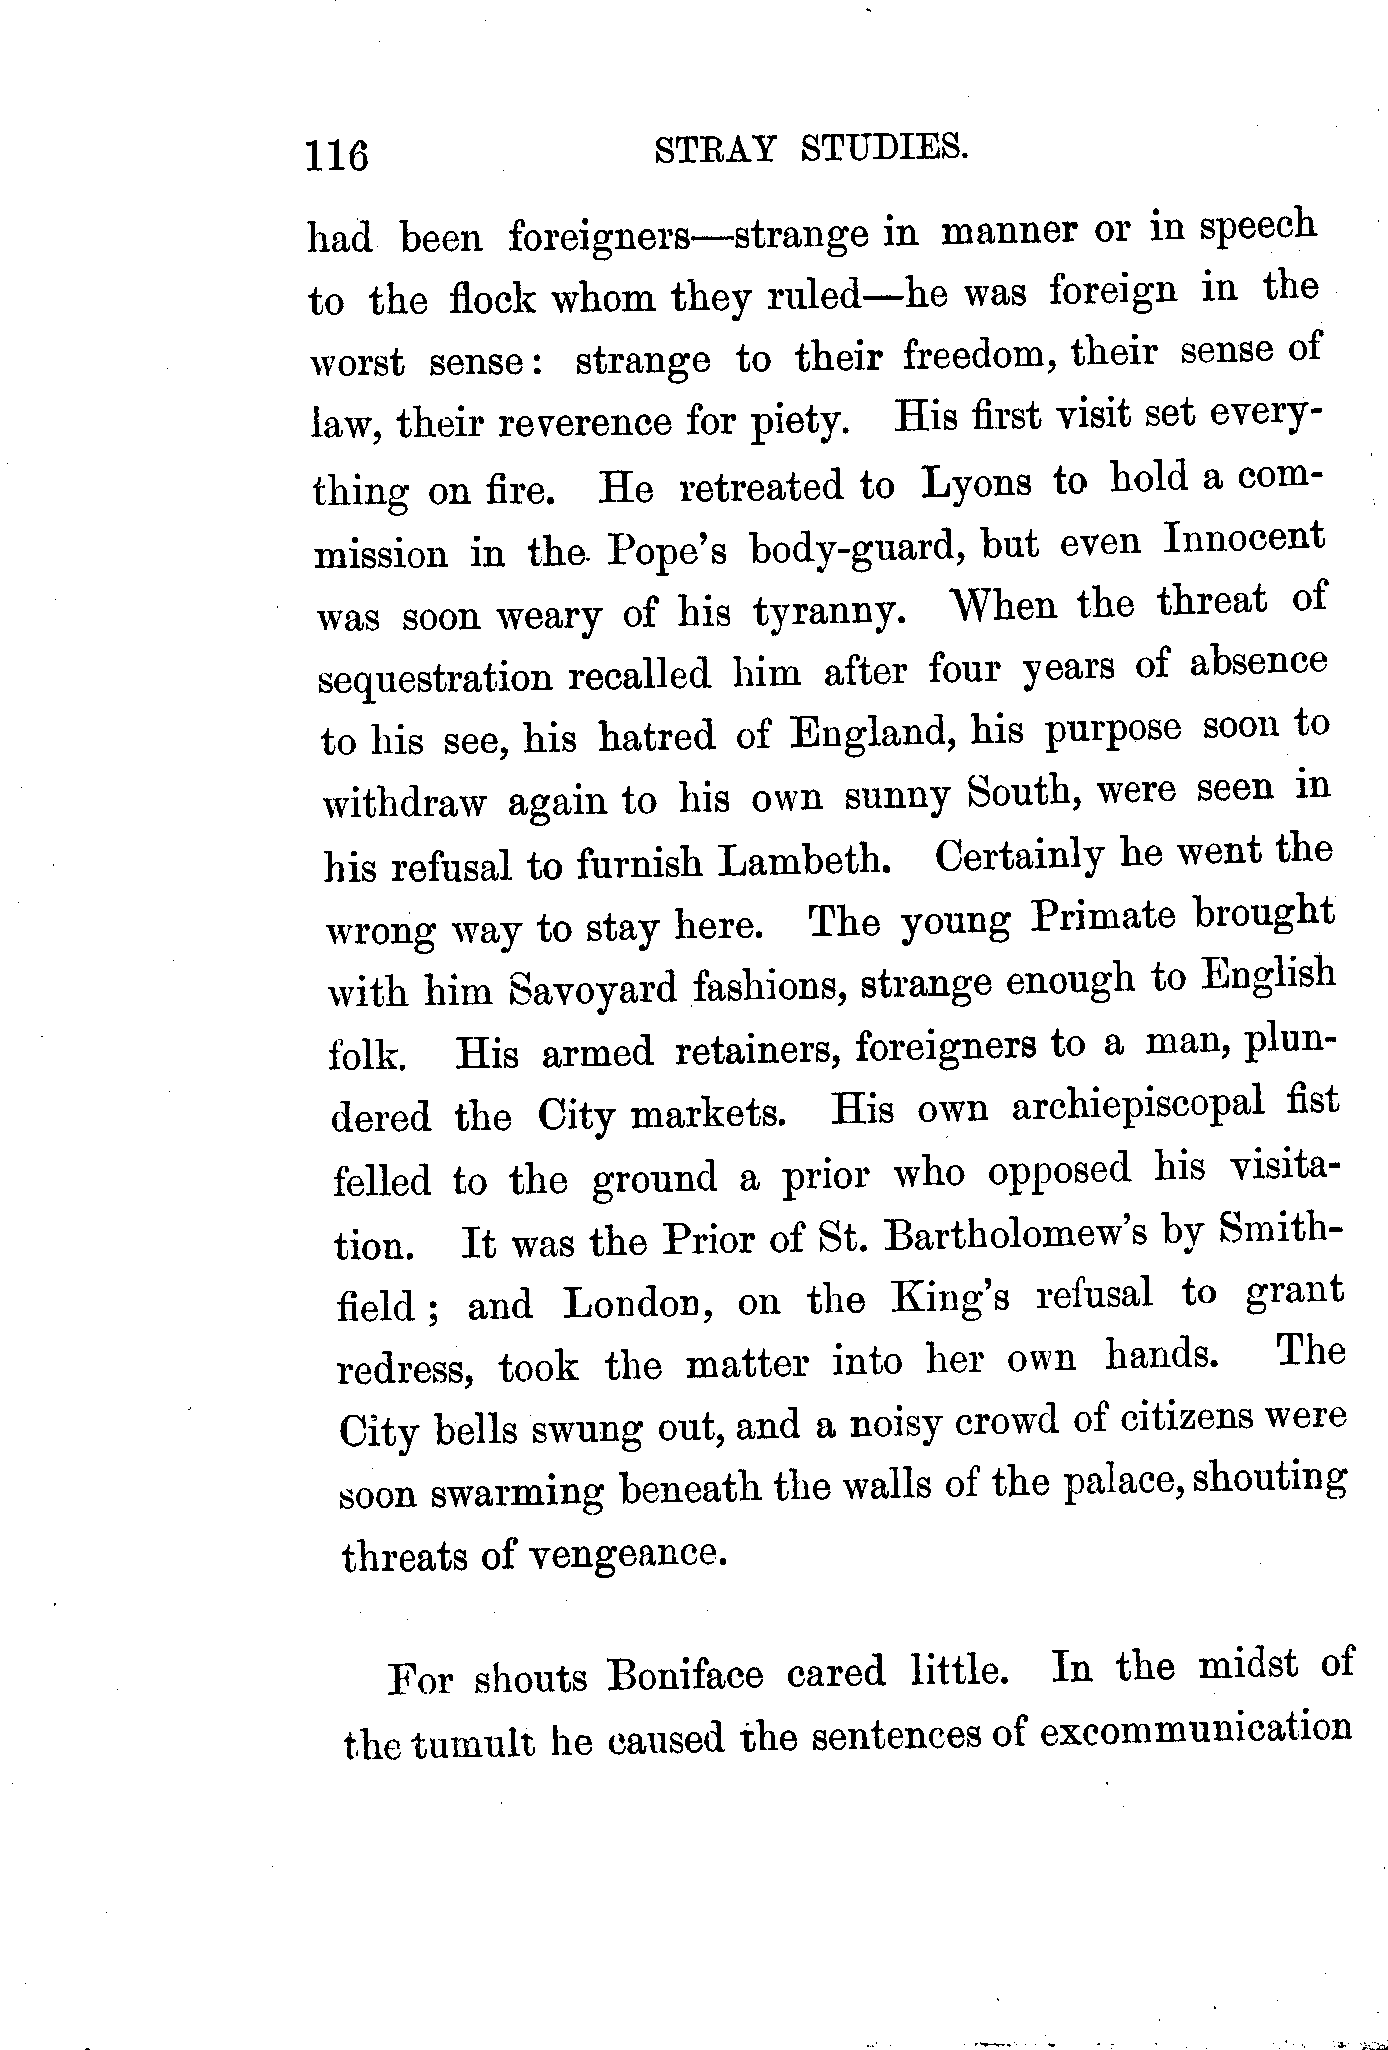 116 STRAY STUDIES.
had been foreigners—strange in manner or in speech
to the flock whom they ruled—he was foreign in the
worst sense: strange to their freedom, their sense of
law, their reverence for piety. His first visit set every-
thing on fire. He retreated to Lyons to hold a com-
mission in the Pope's body-guard, but even Innocent
was soon weary of his tyranny. When the threat of
sequestration recalled him after four years of absence
to his see, his hatred of England, his purpose soon to
withdraw again to his own sunny South, were seen in
his refusal to furnish Lambeth. Certainly he went the
wrong way to stay here. The young Primate brought
with him Savoyard fashions, strange enough to English
folk. His armed retainers, foreigners to a man, plun-
dered the City markets. His own archiepiscopal fist
felled to the ground a prior who opposed his visita-
tion. It was the Prior of St. Bartholomew's by Smith-
field; and London, on the King's refusal to grant
redress, took the matter into her own hands. The
City bells swung out, and a noisy crowd of citizens were
soon swarming beneath the walls of the palace, shouting
threats of vengeance.
For shouts Boniface cared little. In the midst of
the tumult he caused the sentences of excommunication